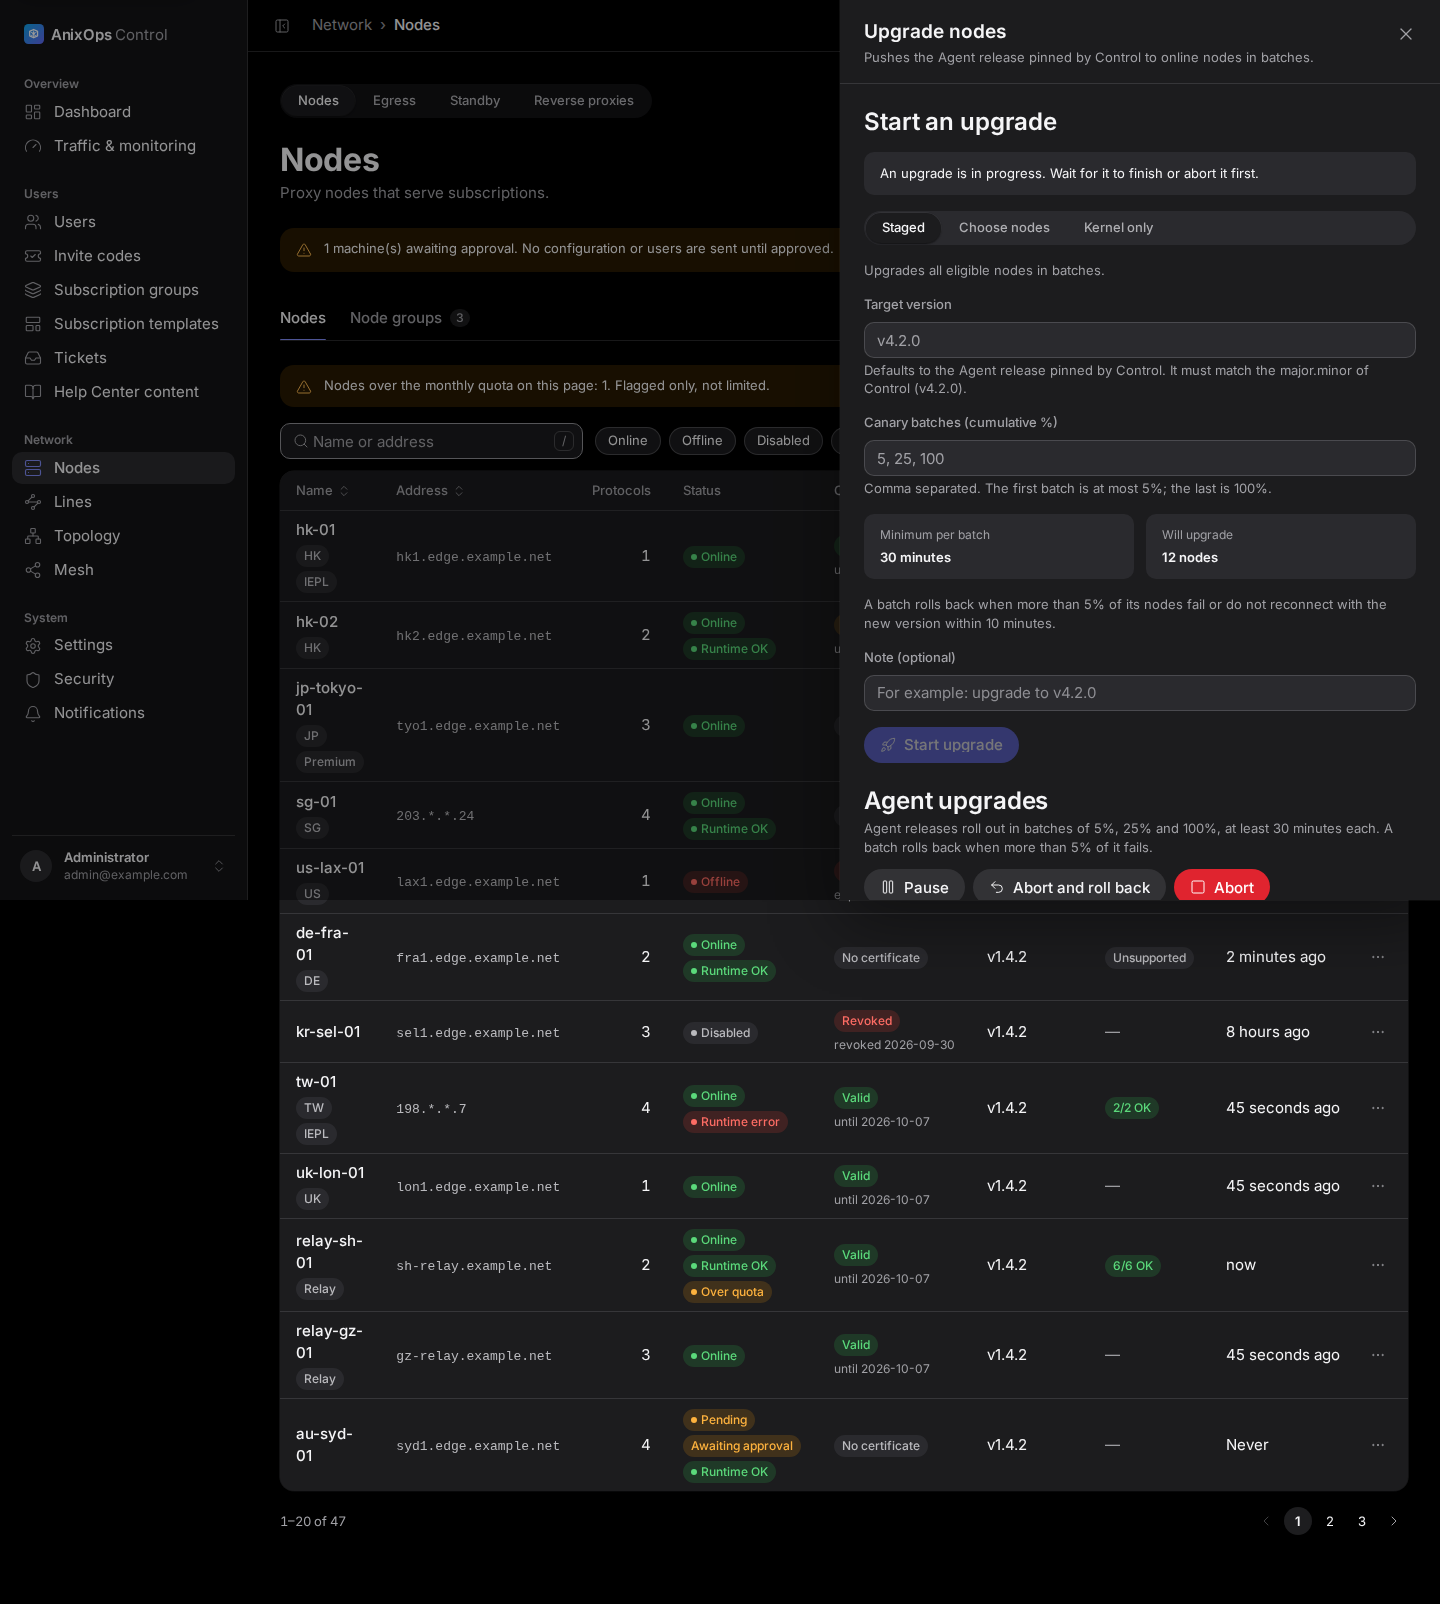 AnixOps Control
Overview
Dashboard
Traffic & monitoring
Users
Users
Invite codes
Subscription groups
Subscription templates
Tickets
Help Center content
Network
Nodes
Lines
Topology
Mesh
System
Settings
Security
Notifications
A
Administrator
admin@example.com
Network › Nodes
Nodes Egress Standby Reverse proxies
Nodes
Proxy nodes that serve subscriptions.
1 machine(s) awaiting approval. No configuration or users are sent until approved.
Nodes Node groups 3
Nodes over the monthly quota on this page: 1. Flagged only, not limited.
Name or address /
Online Offline Disabled
Name Address Protocols Status
hk-01
HK
IEPL
hk1.edge.example.net 1 Online
hk-02
HK
hk2.edge.example.net 2 Online
Runtime OK
jp-tokyo-
01
JP
Premium
tyo1.edge.example.net 3 Online
sg-01
SG
203.*.*.24 4 Online
Runtime OK
us-lax-01
US
lax1.edge.example.net 1 Offline
de-fra-
01
DE
fra1.edge.example.net 2 Online
Runtime OK
No certificate v1.4.2 Unsupported 2 minutes ago
kr-sel-01 sel1.edge.example.net 3 Disabled
Revoked
revoked 2026-09-30
v1.4.2 — 8 hours ago
tw-01
TW
IEPL
198.*.*.7 4 Online
Runtime error
Valid
until 2026-10-07
v1.4.2 2/2 OK 45 seconds ago
uk-lon-01
UK
lon1.edge.example.net 1 Online
Valid
until 2026-10-07
v1.4.2 — 45 seconds ago
relay-sh-
01
Relay
sh-relay.example.net 2 Online
Runtime OK
Over quota
Valid
until 2026-10-07
v1.4.2 6/6 OK now
relay-gz-
01
Relay
gz-relay.example.net 3 Online
Valid
until 2026-10-07
v1.4.2 — 45 seconds ago
au-syd-
01
syd1.edge.example.net 4 Pending
Awaiting approval
Runtime OK
No certificate v1.4.2 — Never
1–20 of 47
1 2 3
Upgrade nodes
Pushes the Agent release pinned by Control to online nodes in batches.
Start an upgrade
An upgrade is in progress. Wait for it to finish or abort it first.
Staged Choose nodes Kernel only
Upgrades all eligible nodes in batches.
Target version
v4.2.0
Defaults to the Agent release pinned by Control. It must match the major.minor of
Control (v4.2.0).
Canary batches (cumulative %)
5, 25, 100
Comma separated. The first batch is at most 5%; the last is 100%.
Minimum per batch
30 minutes
Will upgrade
12 nodes
A batch rolls back when more than 5% of its nodes fail or do not reconnect with the
new version within 10 minutes.
Note (optional)
For example: upgrade to v4.2.0
Start upgrade
Agent upgrades
Agent releases roll out in batches of 5%, 25% and 100%, at least 30 minutes each. A
batch rolls back when more than 5% of it fails.
Pause Abort and roll back Abort